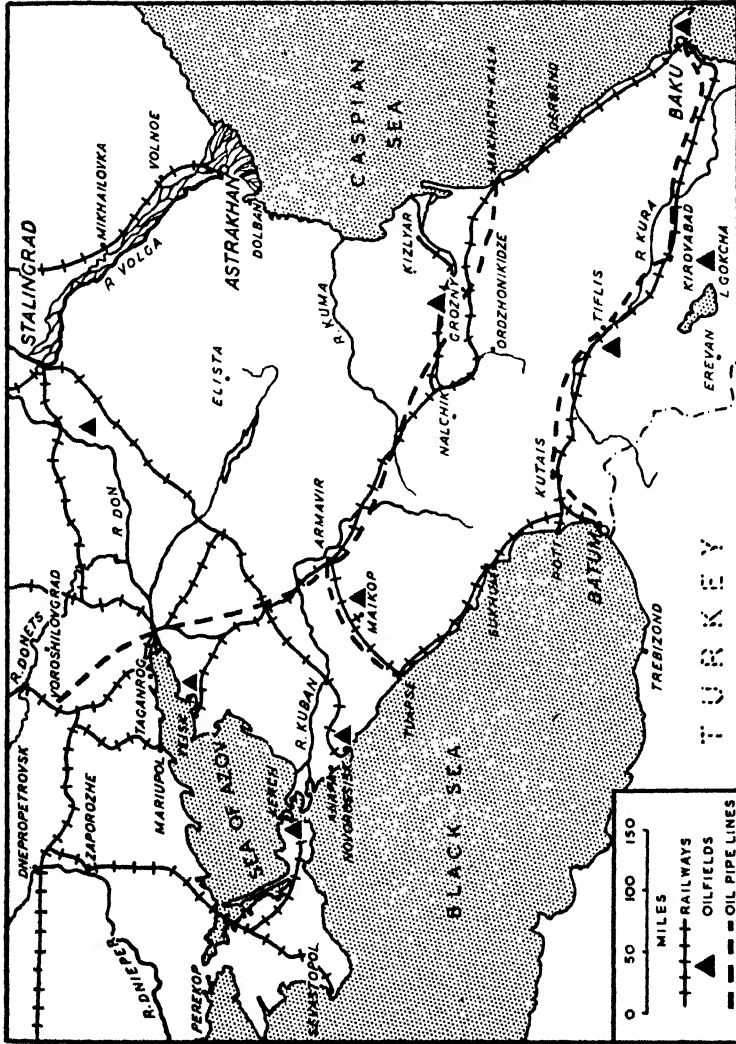 STALINGRAD
MIKHAILOVKA
VOLNOE
R VOLGA
ASTRAKHAN
DOLBAN
ELISTA
R. DON
R. DONETS
VOROSHILOVGRAD
DNEPROPETROVSK
ZAPOROZHE
R. DNIEPER
TAGANROG
MARIUPOL
YEISK
PEREKOP
SEA OF AZOV
KERCH
SEVASTOPOL
R. KUBAN
ANAPA
NOVOROSSISK
ARMAVIR
MAIKOP
TUAPSE
R. KUMA
KIZLYAR
GROZNY
NALCHIK
ORDZHONIKIDZE
MAKHACH-KALA
DERBEND
CASPIAN
SEA
SUKHUM
KUTAIS
POTI
BATUM
TIFLIS
R. KURA
KIROVABAD
L GOKCHA
EREVAN
BAKU
BLACK SEA
TREBIZOND
TURKEY
0 50 100 150
MILES
RAILWAYS
OILFIELDS
OIL PIPE LINES